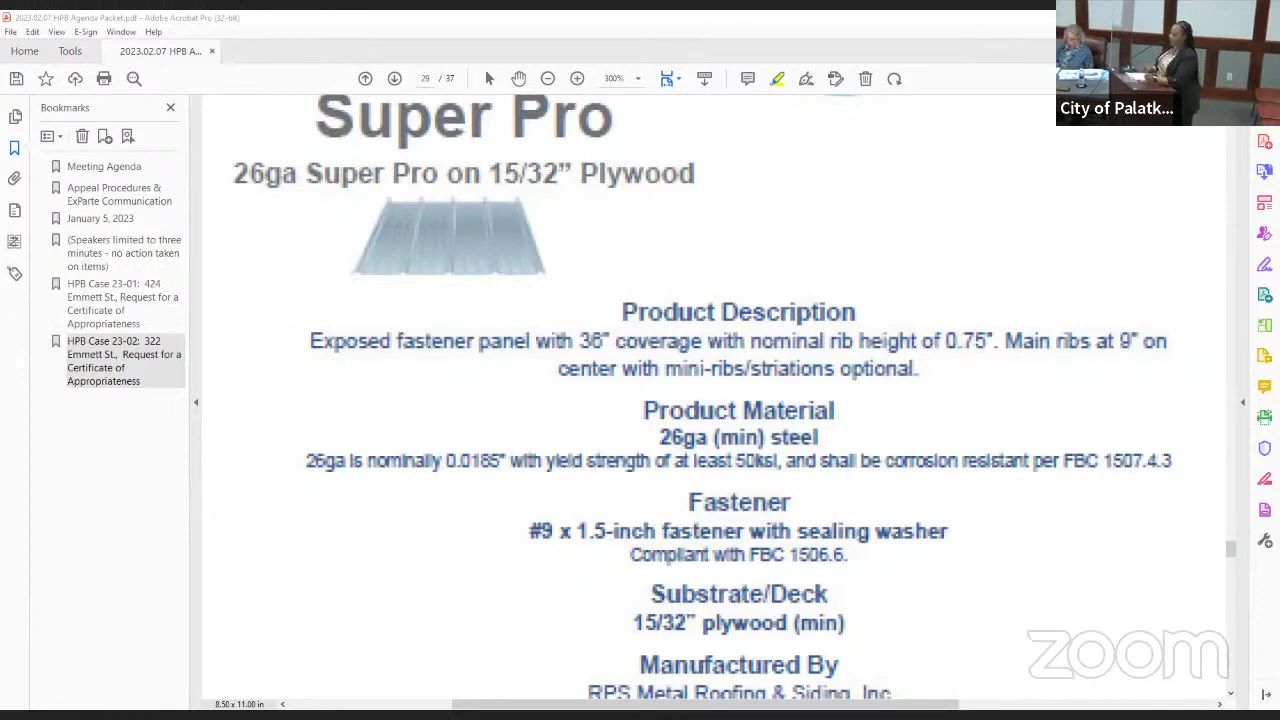 2023.02.07 HPB Agenda Packet.pdf - Adobe Acrobat Pro (32-bit)
File Edit View E-Sign Window Help
Home Tools 2023.02.07 HPB A... ×
29 / 37 300%
Bookmarks
Meeting Agenda
Appeal Procedures &
ExParte Communication
January 5, 2023
(Speakers limited to three
minutes - no action taken
on items)
HPB Case 23-01: 424
Emmett St., Request for a
Certificate of
Appropriateness
HPB Case 23-02: 322
Emmett St., Request for a
Certificate of
Appropriateness
Super Pro
26ga Super Pro on 15/32” Plywood
Product Description
Exposed fastener panel with 36” coverage with nominal rib height of 0.75”. Main ribs at 9” on
center with mini-ribs/striations optional.
Product Material
26ga (min) steel
26ga is nominally 0.0185” with yield strength of at least 50ksi, and shall be corrosion resistant per FBC 1507.4.3
Fastener
#9 x 1.5-inch fastener with sealing washer
Compliant with FBC 1506.6.
Substrate/Deck
15/32” plywood (min)
Manufactured By
RPS Metal Roofing & Siding, Inc
8.50 x 11.00 in
City of Palatk...
zoom